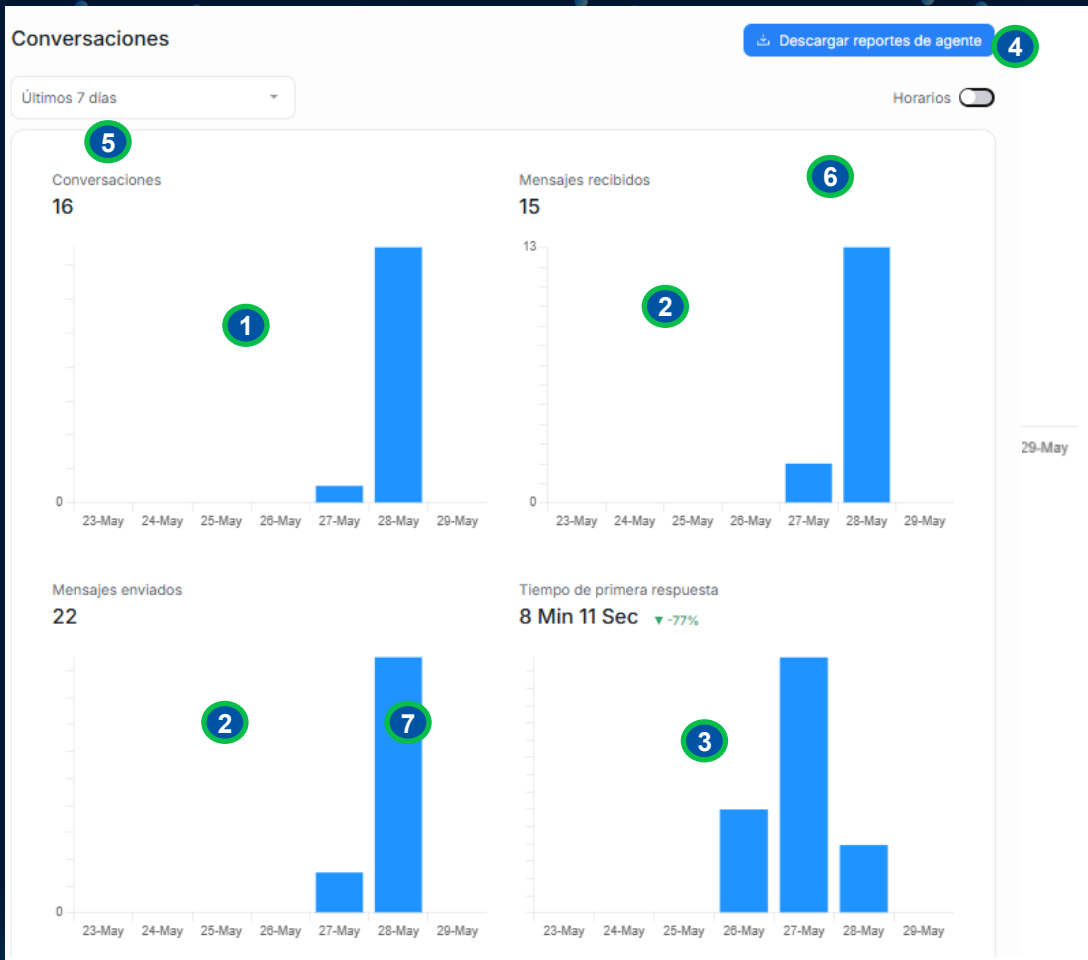 Conversaciones
Descargar reportes de agente
4
Últimos 7 días
Horarios
5
Conversaciones
16
1
0
23-May 24-May 25-May 26-May 27-May 28-May 29-May
Mensajes recibidos
15
6
13
2
0
23-May 24-May 25-May 26-May 27-May 28-May 29-May
29-May
Mensajes enviados
22
2
7
0
23-May 24-May 25-May 26-May 27-May 28-May 29-May
Tiempo de primera respuesta
8 Min 11 Sec ▼ -77%
3
23-May 24-May 25-May 26-May 27-May 28-May 29-May